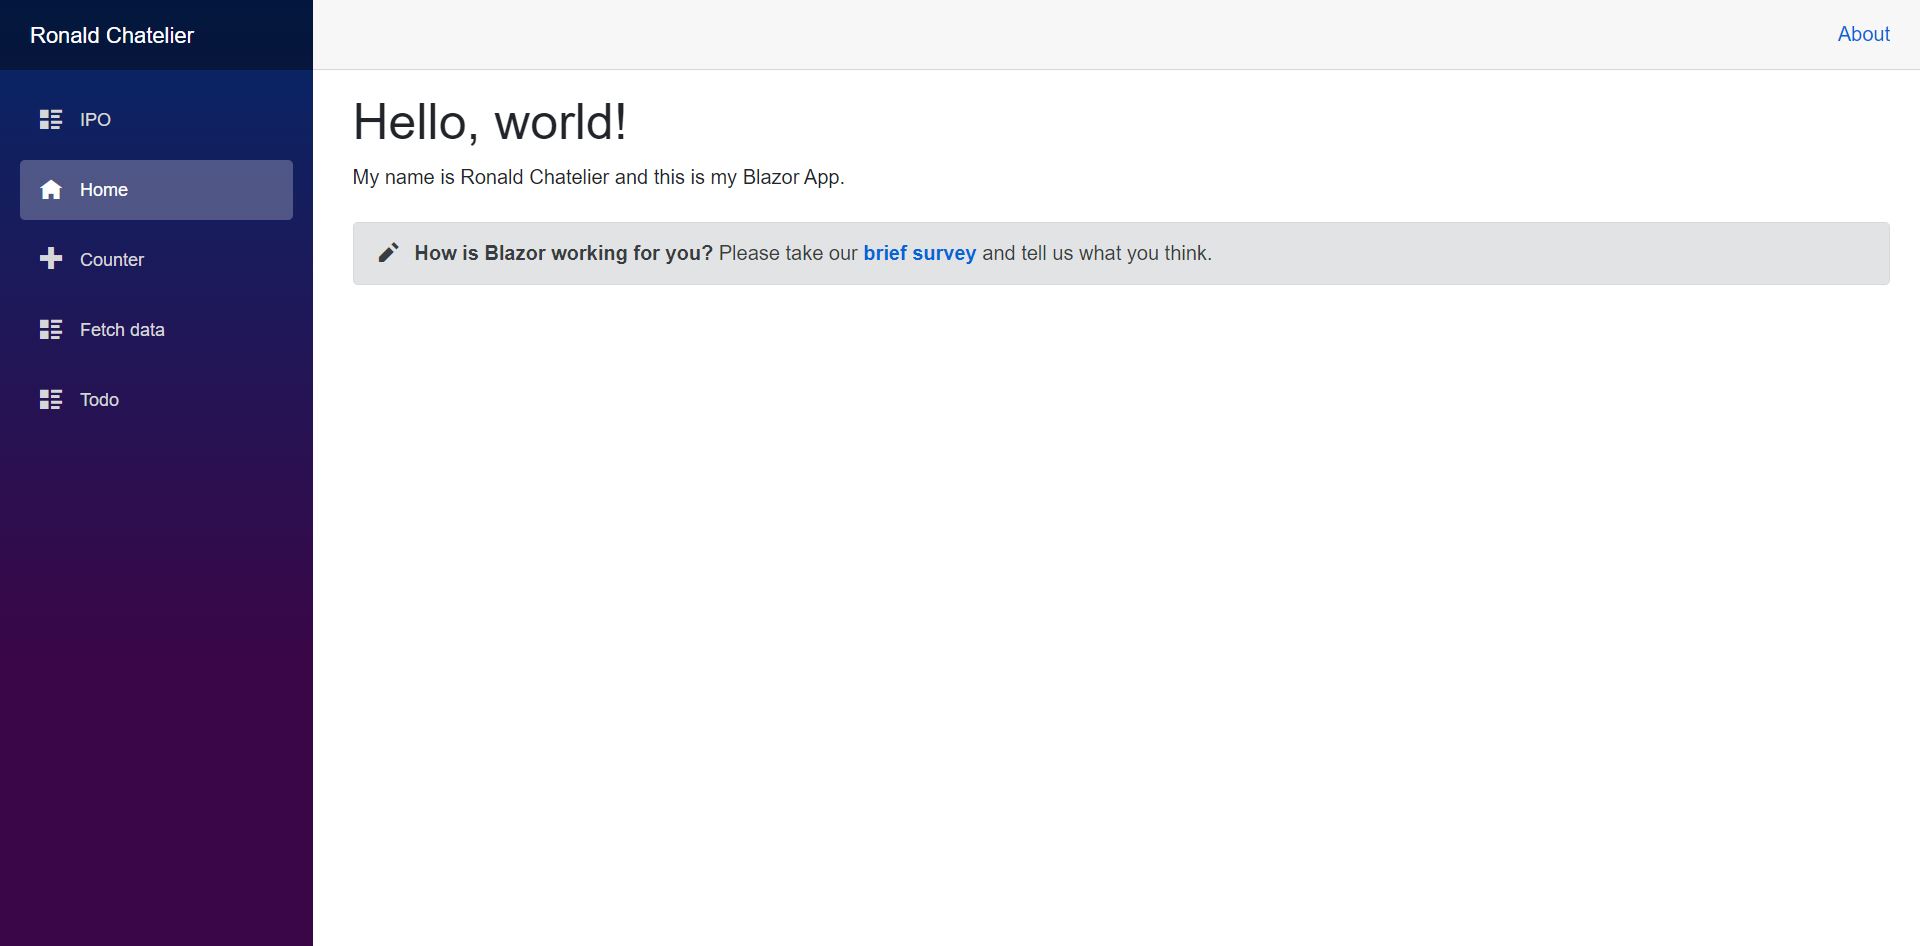 Ronald Chatelier
About
IPO
Home
Counter
Fetch data
Todo
Hello, world!
My name is Ronald Chatelier and this is my Blazor App.
How is Blazor working for you? Please take our brief survey and tell us what you think.